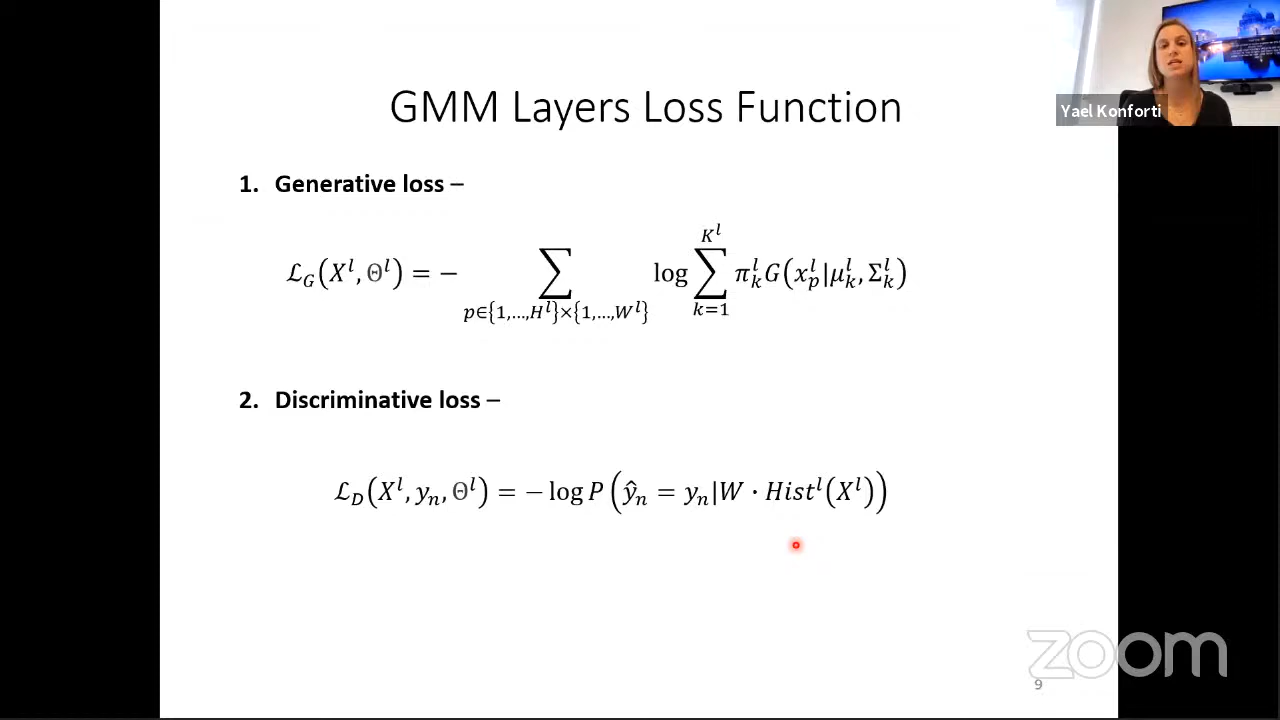 GMM Layers Loss Function
Yael Konforti
1. Generative loss –
ℒ_G(X^l, Θ^l) = − ∑_{p∈{1,…,H^l}×{1,…,W^l}} log ∑_{k=1}^{K^l} π_k^l G(x_p^l|μ_k^l, Σ_k^l)
2. Discriminative loss –
ℒ_D(X^l, y_n, Θ^l) = − log P(ŷ_n = y_n|W · Hist^l(X^l))
zoom
9